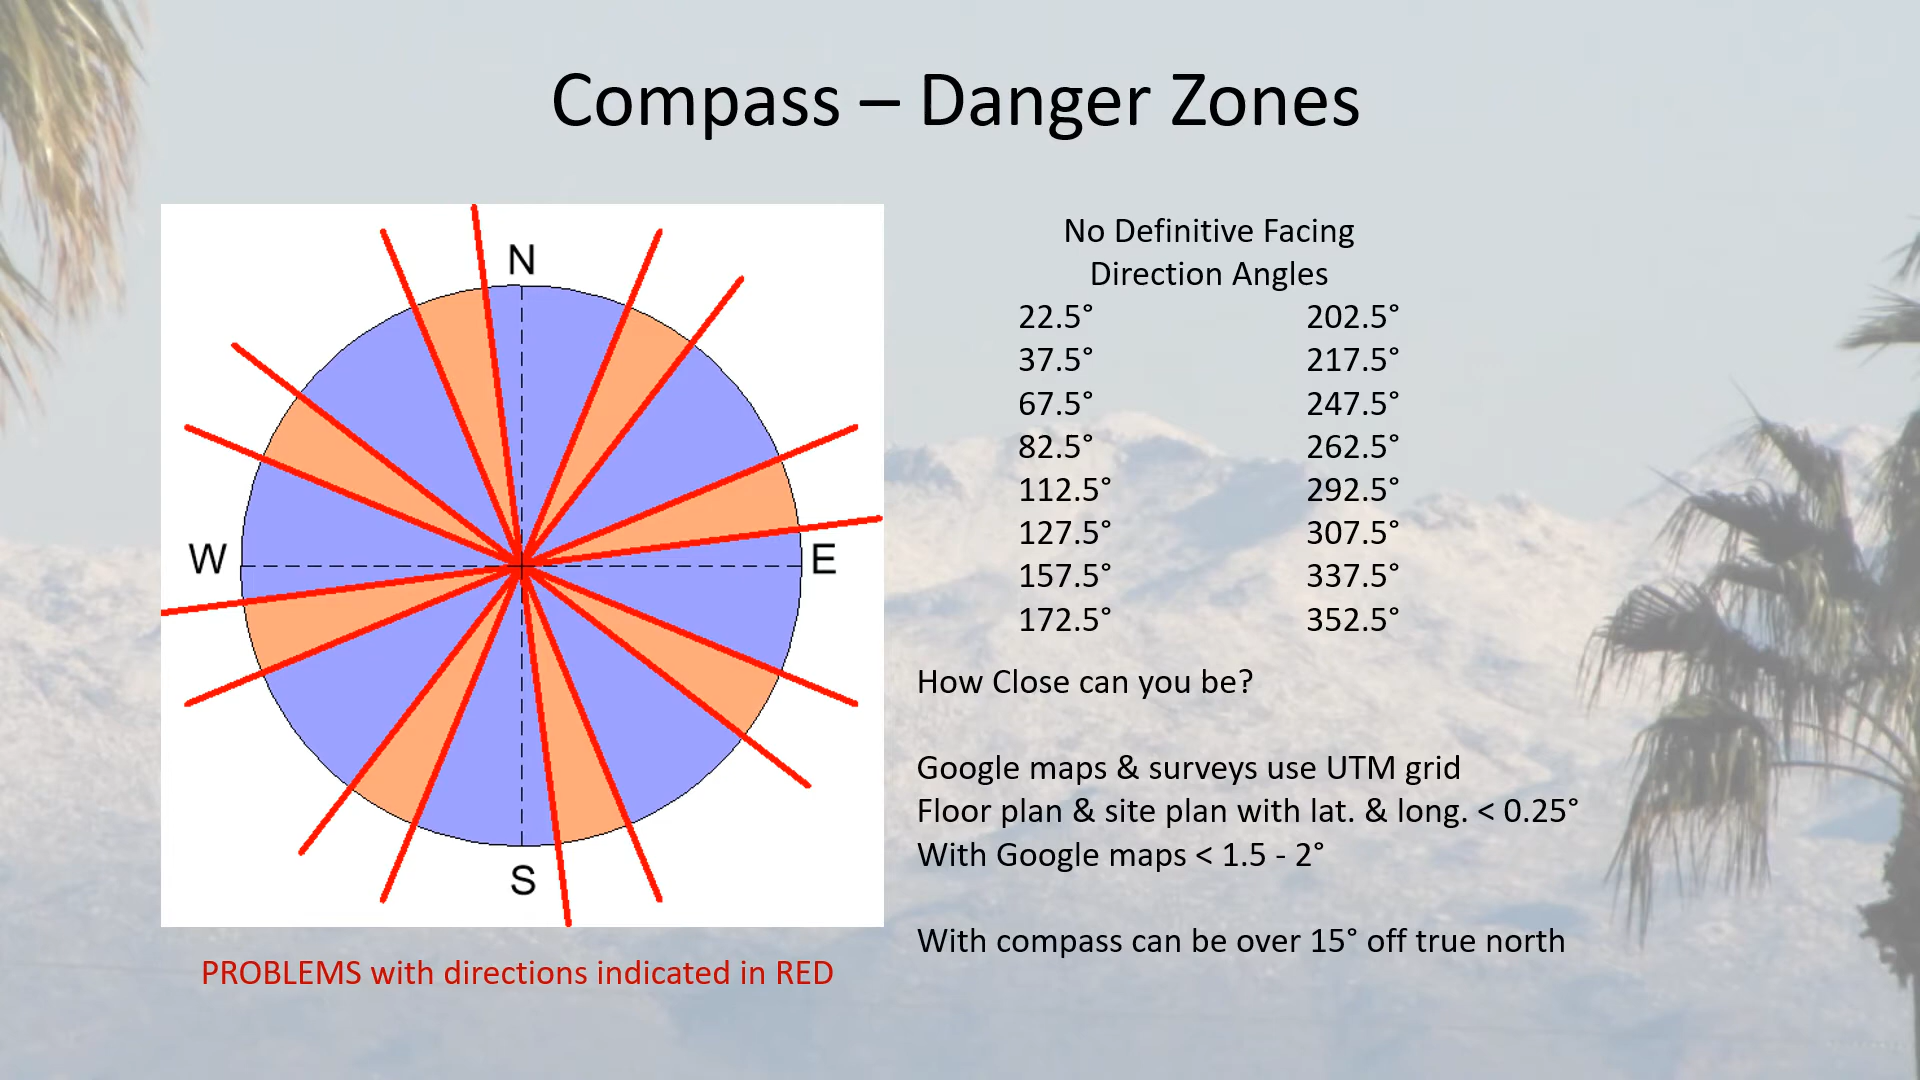 Compass – Danger Zones
N
W
E
S
PROBLEMS with directions indicated in RED
No Definitive Facing
Direction Angles
22.5° 202.5°
37.5° 217.5°
67.5° 247.5°
82.5° 262.5°
112.5° 292.5°
127.5° 307.5°
157.5° 337.5°
172.5° 352.5°
How Close can you be?
Google maps & surveys use UTM grid
Floor plan & site plan with lat. & long. < 0.25°
With Google maps < 1.5 - 2°
With compass can be over 15° off true north